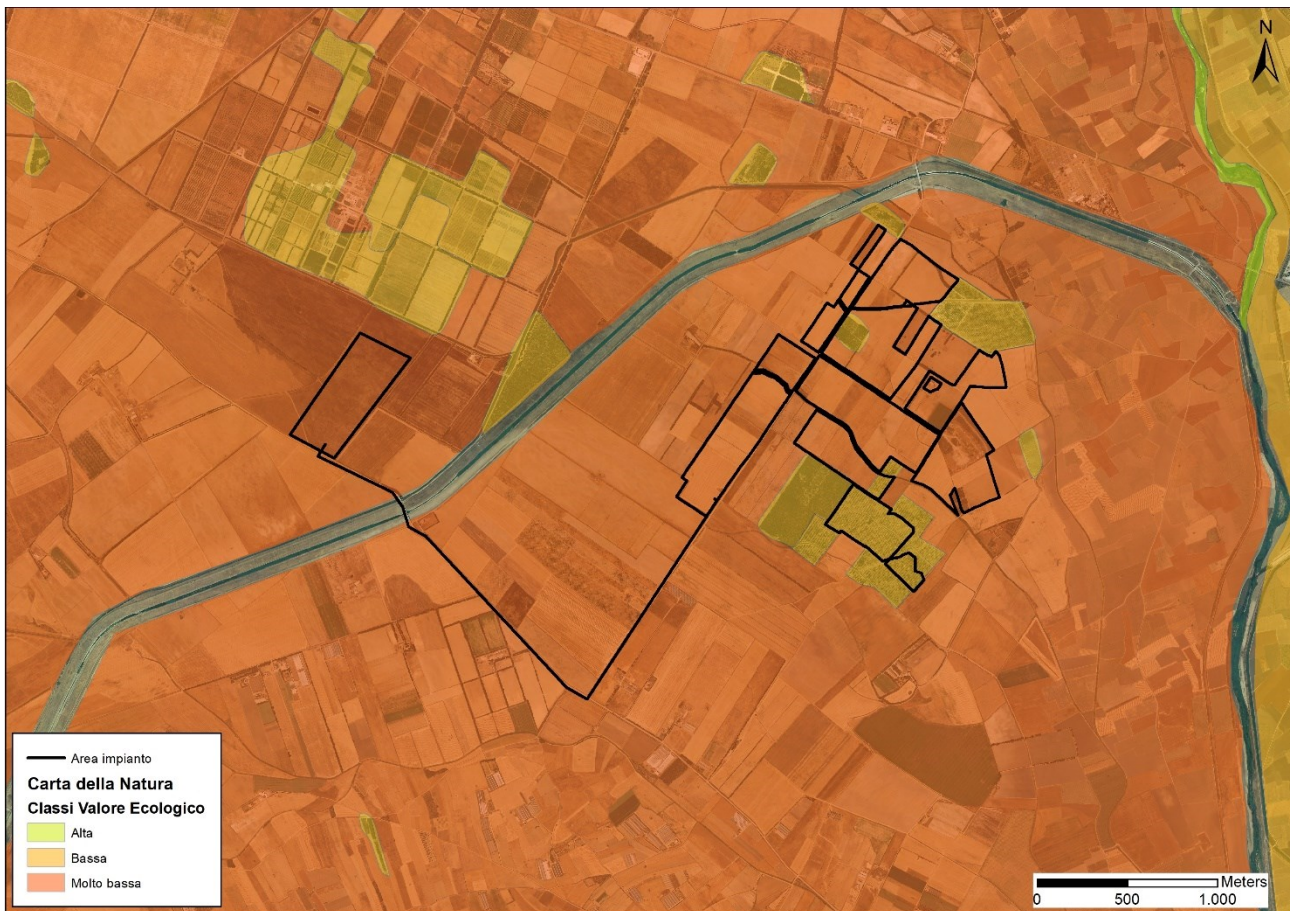 N
Area impianto
Carta della Natura
Classi Valore Ecologico
Alta
Bassa
Molto bassa
Meters
0 500 1.000